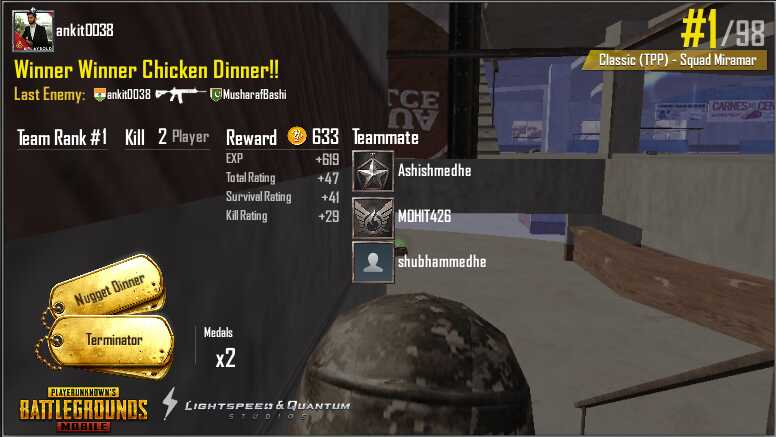 ankit0038
#1/98
Classic (TPP) - Squad Miramar
Winner Winner Chicken Dinner!!
Last Enemy: ankit0038 MusharafBashi
Team Rank #1 Kill 2 Player Reward 633 Teammate
EXP +619
Total Rating +47
Survival Rating +41
Kill Rating +29
Ashishmedhe
MOHIT426
shubhammedhe
Nugget Dinner
Terminator
Medals
x2
PLAYERUNKNOWN'S
BATTLEGROUNDS
MOBILE
LIGHTSPEED & QUANTUM
STUDIOS